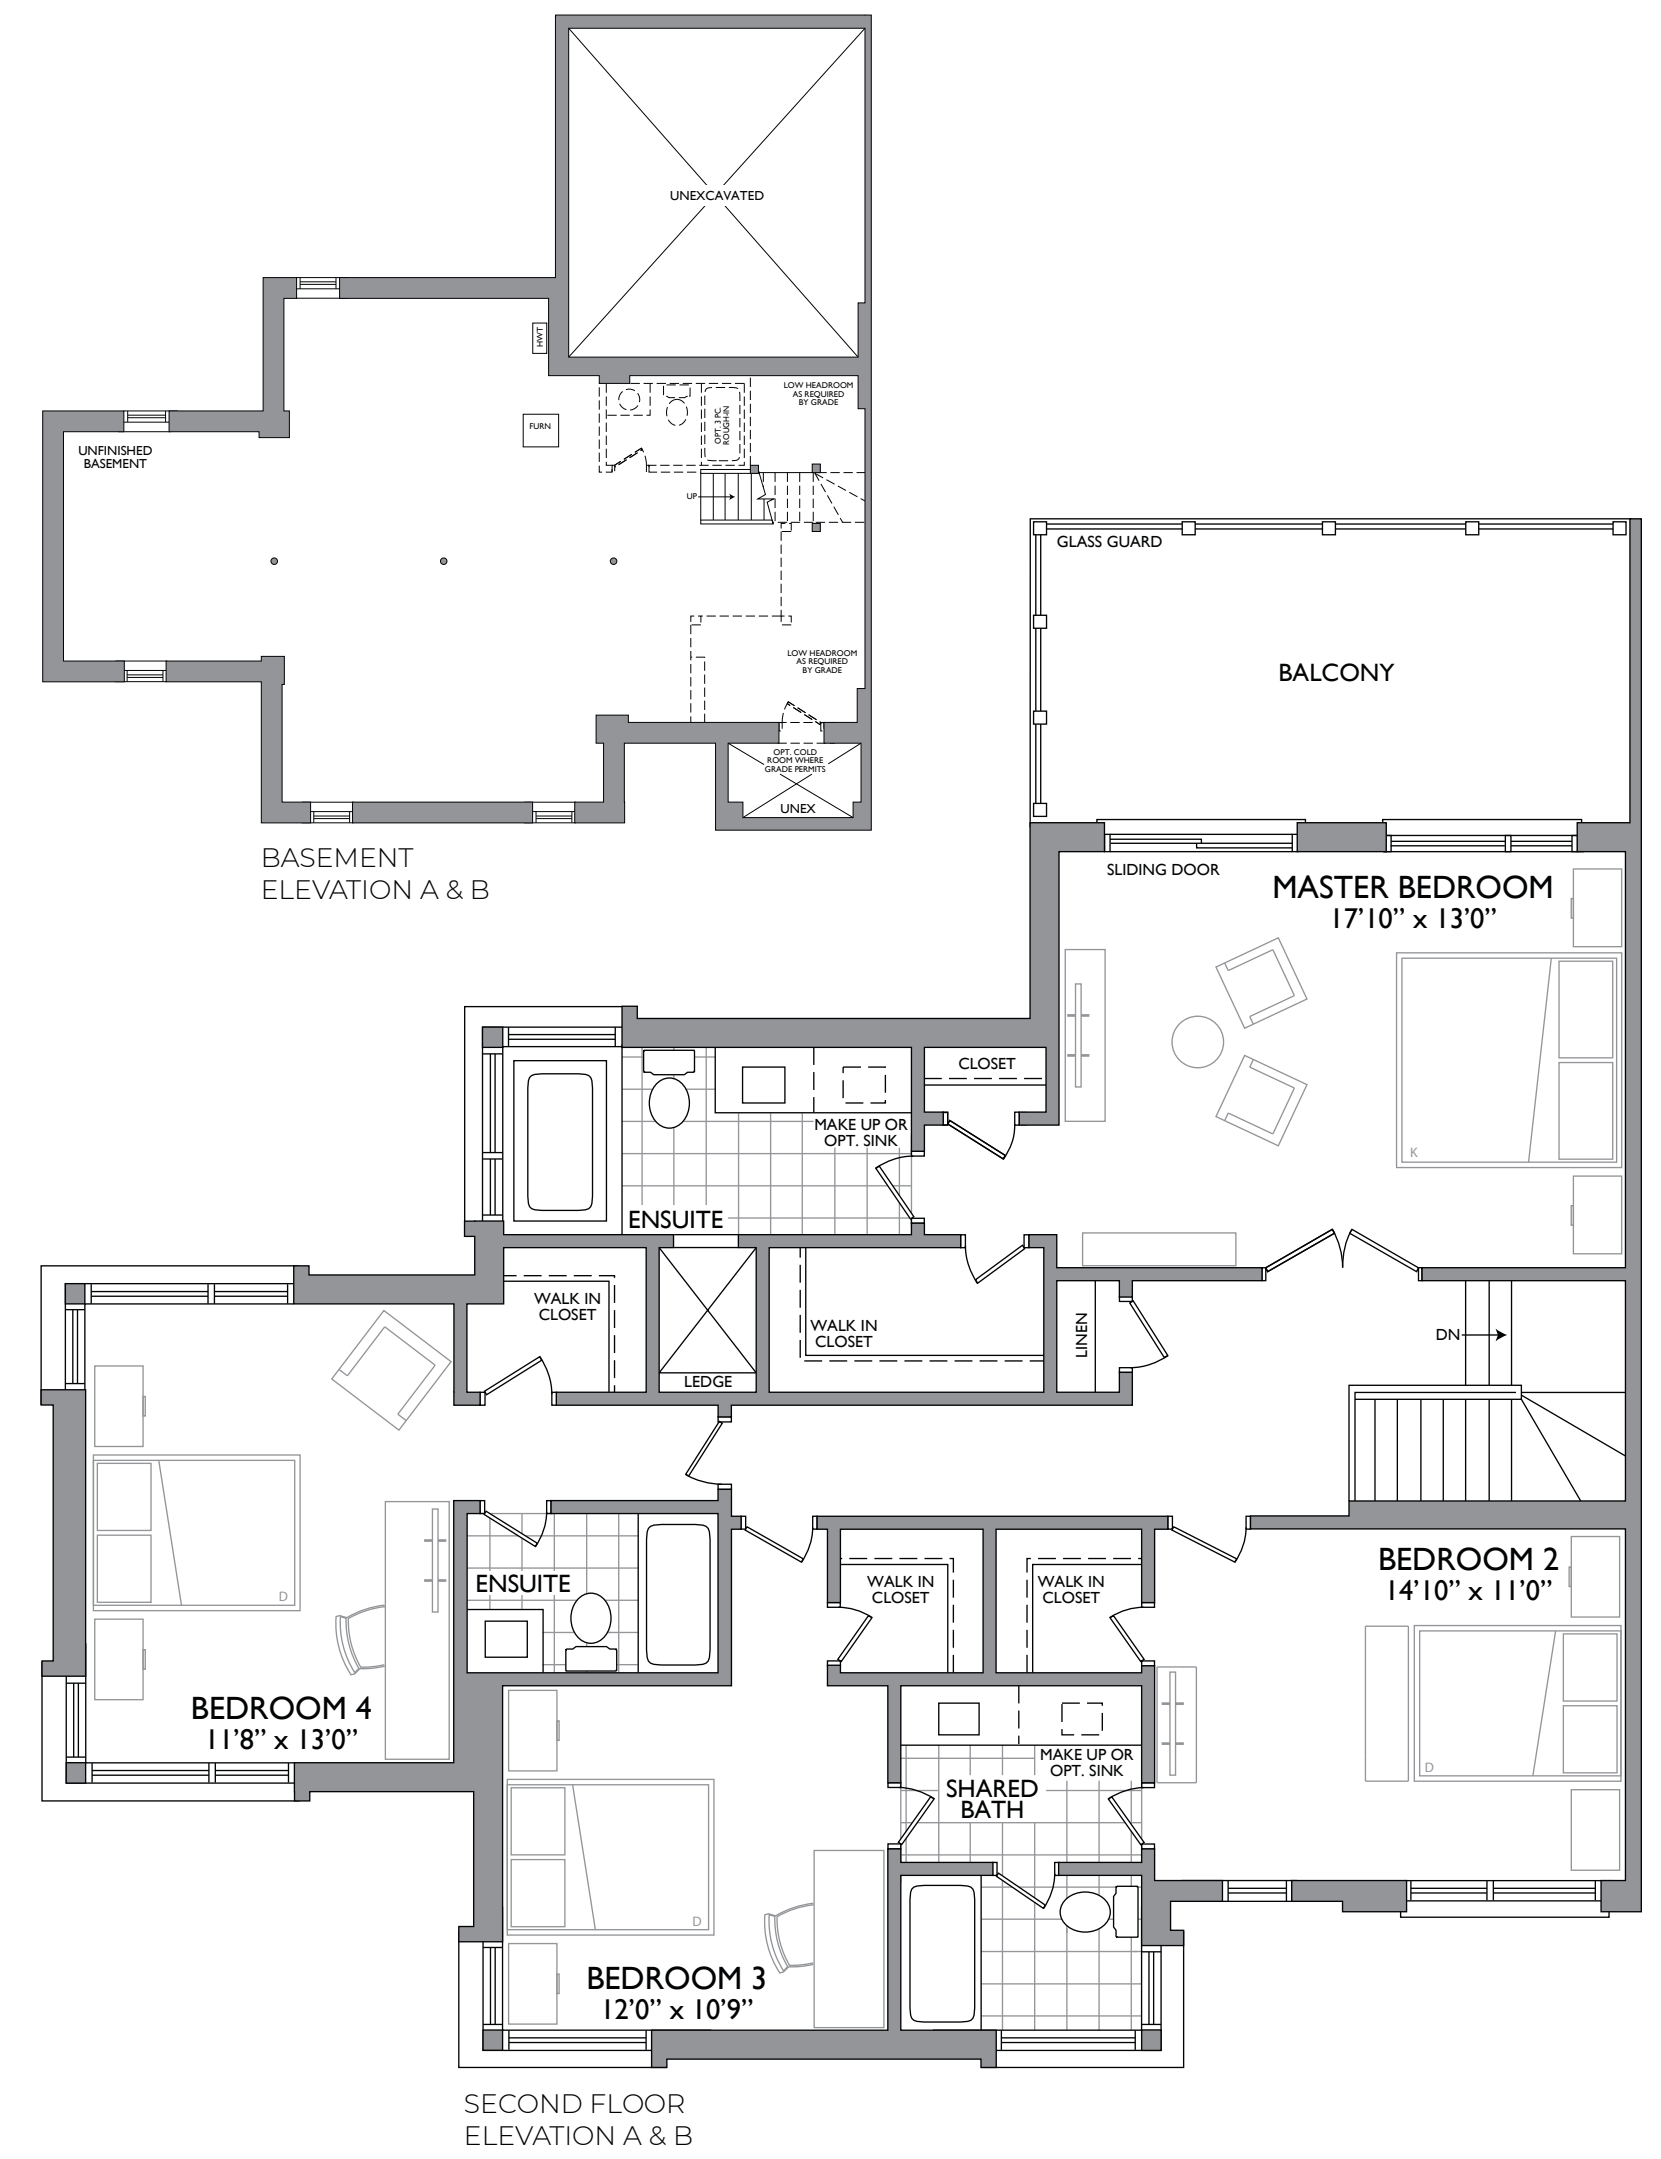 UNEXCAVATED
HWT
FURN
OPT. 3 PC.
ROUGH-IN
LOW HEADROOM
AS REQUIRED
BY GRADE
UNFINISHED
BASEMENT
UP
LOW HEADROOM
AS REQUIRED
BY GRADE
OPT. COLD
ROOM WHERE
GRADE PERMITS
UNEX
BASEMENT
ELEVATION A & B
GLASS GUARD
BALCONY
SLIDING DOOR
MASTER BEDROOM
17’10” x 13’0”
K
CLOSET
MAKE UP OR
OPT. SINK
ENSUITE
WALK IN
CLOSET
LEDGE
WALK IN
CLOSET
LINEN
DN
D
ENSUITE
BEDROOM 4
11’8” x 13’0”
WALK IN
CLOSET
WALK IN
CLOSET
BEDROOM 2
14’10” x 11’0”
D
MAKE UP OR
OPT. SINK
SHARED
BATH
D
BEDROOM 3
12’0” x 10’9”
SECOND FLOOR
ELEVATION A & B